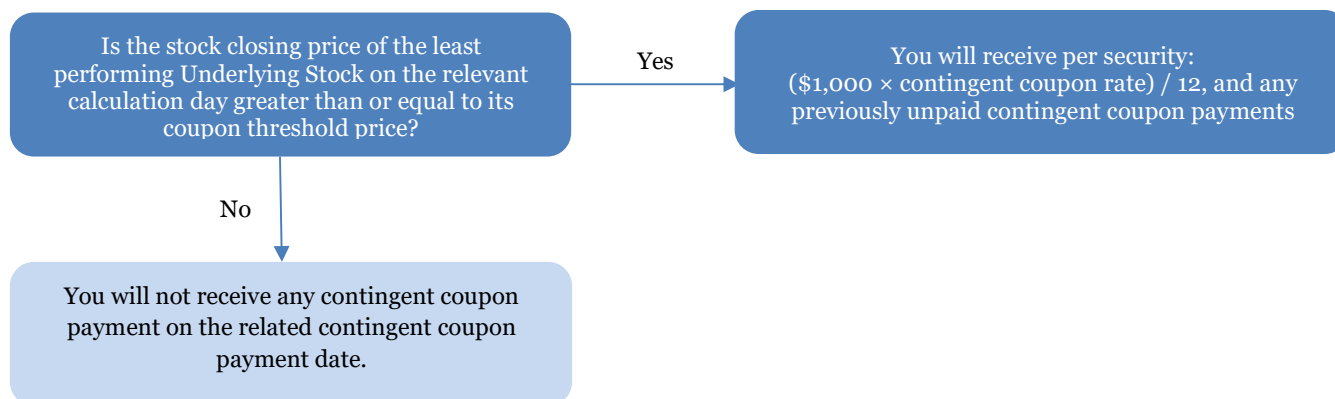 Is the stock closing price of the least
performing Underlying Stock on the relevant
calculation day greater than or equal to its
coupon threshold price?
Yes
You will receive per security:
($1,000 × contingent coupon rate) / 12, and any
previously unpaid contingent coupon payments
No
You will not receive any contingent coupon
payment on the related contingent coupon
payment date.